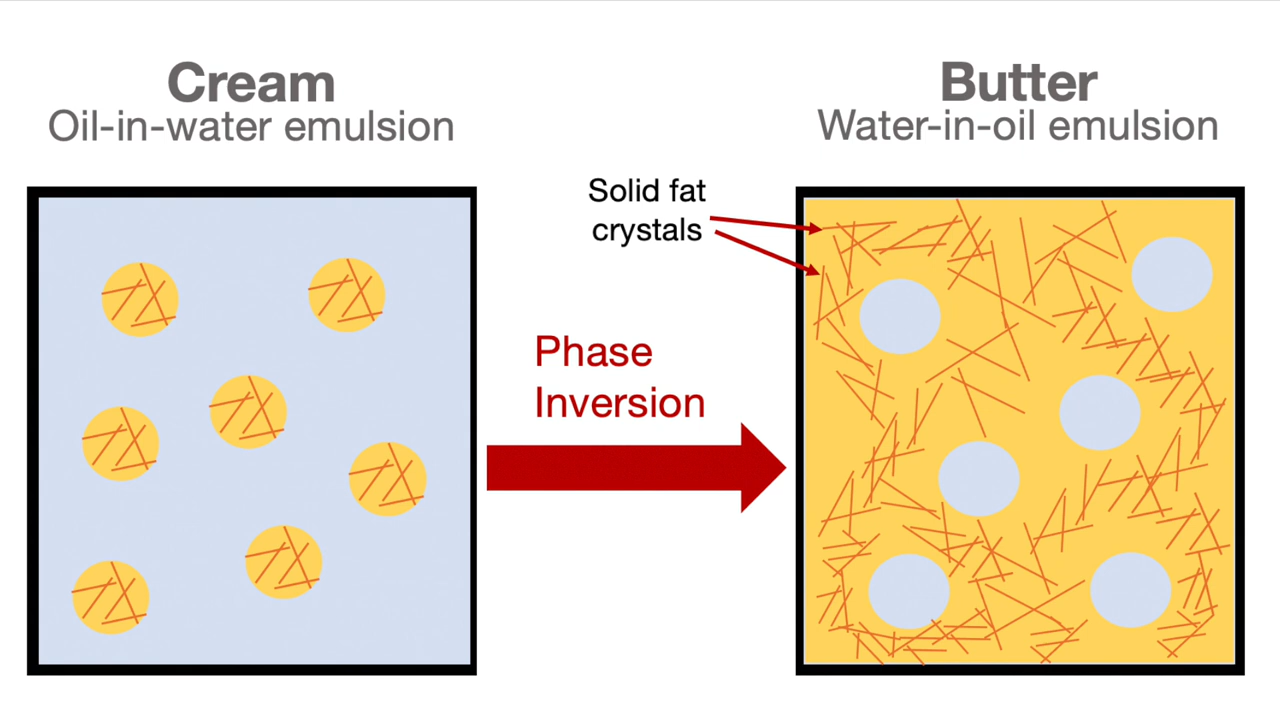 Cream
Oil-in-water emulsion
Butter
Water-in-oil emulsion
Solid fat
crystals
Phase
Inversion